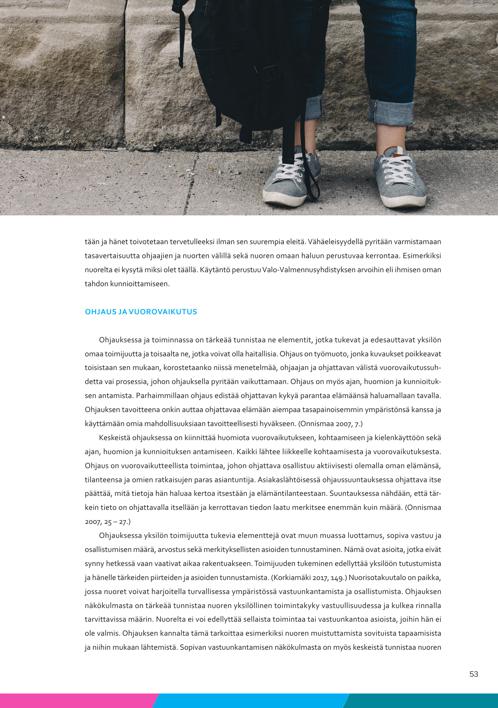 tään ja hänet toivotetaan tervetulleeksi ilman sen suurempia eleitä. Vähäeleisyydellä pyritään varmistamaan
tasavertaisuutta ohjaajien ja nuorten välillä sekä nuoren omaan haluun perustuvaa kerrontaa. Esimerkiksi
nuorelta ei kysytä miksi olet täällä. Käytäntö perustuu Valo-Valmennusyhdistyksen arvoihin eli ihmisen oman
tahdon kunnioittamiseen.
OHJAUS JA VUOROVAIKUTUS
Ohjauksessa ja toiminnassa on tärkeää tunnistaa ne elementit, jotka tukevat ja edesauttavat yksilön
omaa toimijuutta ja toisaalta ne, jotka voivat olla haitallisia. Ohjaus on työmuoto, jonka kuvaukset poikkeavat
toisistaan sen mukaan, korostetaanko niissä menetelmää, ohjaajan ja ohjattavan välistä vuorovaikutussuh-
detta vai prosessia, johon ohjauksella pyritään vaikuttamaan. Ohjaus on myös ajan, huomion ja kunnioituk-
sen antamista. Parhaimmillaan ohjaus edistää ohjattavan kykyä parantaa elämäänsä haluamallaan tavalla.
Ohjauksen tavoitteena onkin auttaa ohjattavaa elämään aiempaa tasapainoisemmin ympäristönsä kanssa ja
käyttämään omia mahdollisuuksiaan tavoitteellisesti hyväkseen. (Onnismaa 2007, 7.)
Keskeistä ohjauksessa on kiinnittää huomiota vuorovaikutukseen, kohtaamiseen ja kielenkäyttöön sekä
ajan, huomion ja kunnioituksen antamiseen. Kaikki lähtee liikkeelle kohtaamisesta ja vuorovaikutuksesta.
Ohjaus on vuorovaikutteellista toimintaa, johon ohjattava osallistuu aktiivisesti olemalla oman elämänsä,
tilanteensa ja omien ratkaisujen paras asiantuntija. Asiakaslähtöisessä ohjaussuuntauksessa ohjattava itse
päättää, mitä tietoja hän haluaa kertoa itsestään ja elämäntilanteestaan. Suuntauksessa nähdään, että tär-
kein tieto on ohjattavalla itsellään ja kerrottavan tiedon laatu merkitsee enemmän kuin määrä. (Onnismaa
2007, 25 – 27.)
Ohjauksessa yksilön toimijuutta tukevia elementtejä ovat muun muassa luottamus, sopiva vastuu ja
osallistumisen määrä, arvostus sekä merkityksellisten asioiden tunnustaminen. Nämä ovat asioita, jotka eivät
synny hetkessä vaan vaativat aikaa rakentuakseen. Toimijuuden tukeminen edellyttää yksilöön tutustumista
ja hänelle tärkeiden piirteiden ja asioiden tunnustamista. (Korkiamäki 2017, 149.) Nuorisotakuutalo on paikka,
jossa nuoret voivat harjoitella turvallisessa ympäristössä vastuunkantamista ja osallistumista. Ohjauksen
näkökulmasta on tärkeää tunnistaa nuoren yksilöllinen toimintakyky vastuullisuudessa ja kulkea rinnalla
tarvittavissa määrin. Nuorelta ei voi edellyttää sellaista toimintaa tai vastuunkantoa asioista, joihin hän ei
ole valmis. Ohjauksen kannalta tämä tarkoittaa esimerkiksi nuoren muistuttamista sovituista tapaamisista
ja niihin mukaan lähtemistä. Sopivan vastuunkantamisen näkökulmasta on myös keskeistä tunnistaa nuoren
53